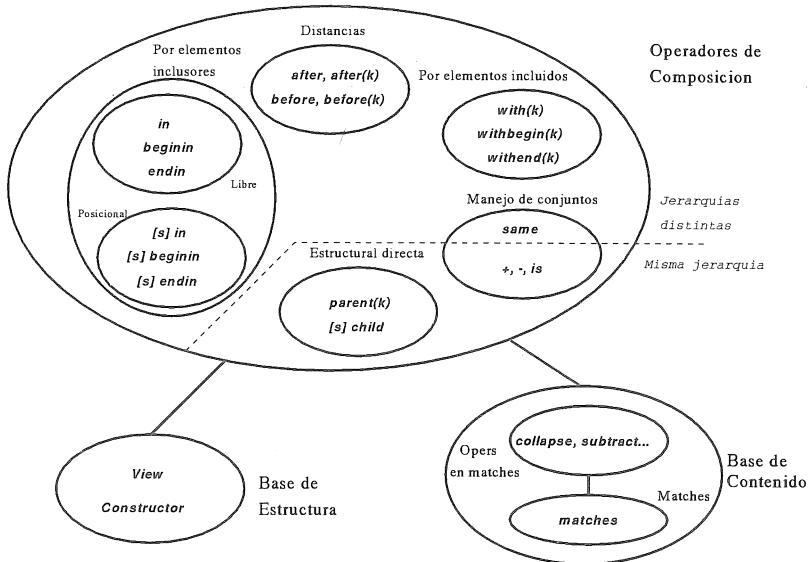 Distancias
Por elementos
inclusores
after, after(k)
before, before(k)
Por elementos incluidos
Operadores de
Composicion
in
beginin
endin
Libre
with(k)
withbegin(k)
withend(k)
Posicional
[s] in
[s] beginin
[s] endin
Manejo de conjuntos
same
+, -, is
Jerarquias
distintas
Misma jerarquia
Estructural directa
parent(k)
[s] child
View
Constructor
Base de
Estructura
Opers
en matches
collapse, subtract...
Matches
matches
Base de
Contenido